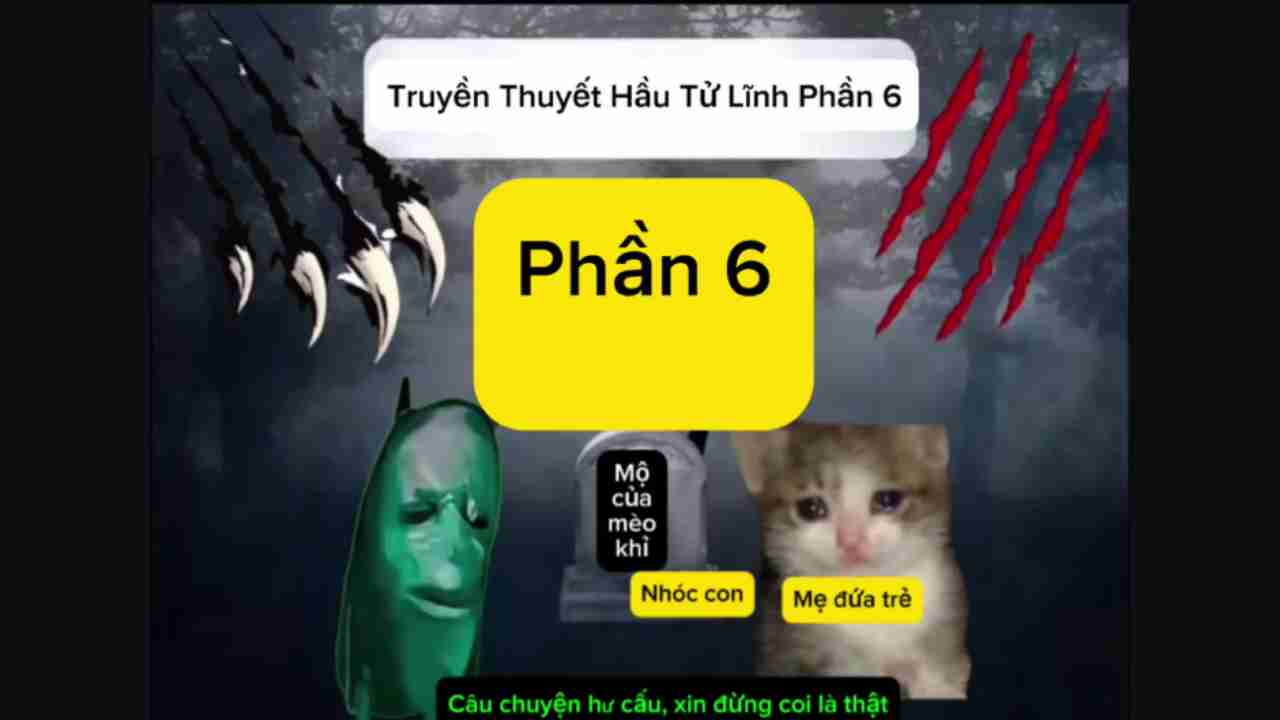 Truyền Thuyết Hầu Tử Lĩnh Phần 6
Phần 6
Mộ
của
mèo
khỉ
Nhóc con
Mẹ đứa trẻ
Câu chuyện hư cấu, xin đừng coi là thật